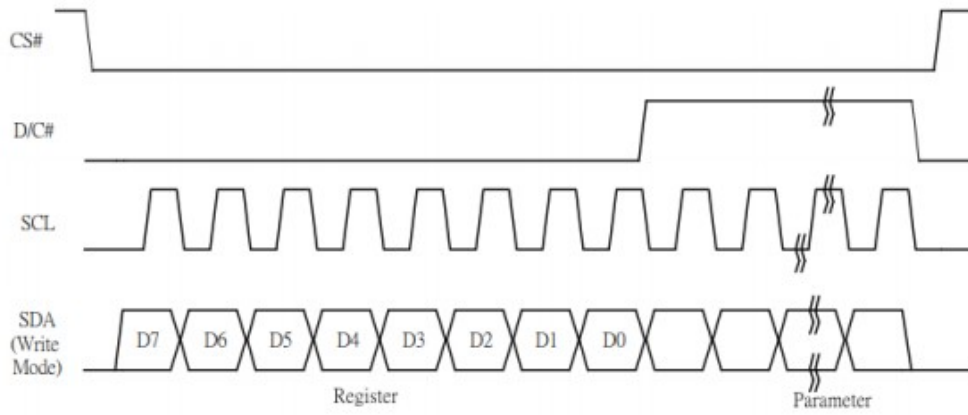 CS#
D/C#
SCL
SDA
(Write
Mode)
D7 D6 D5 D4 D3 D2 D1 D0
Register
Parameter